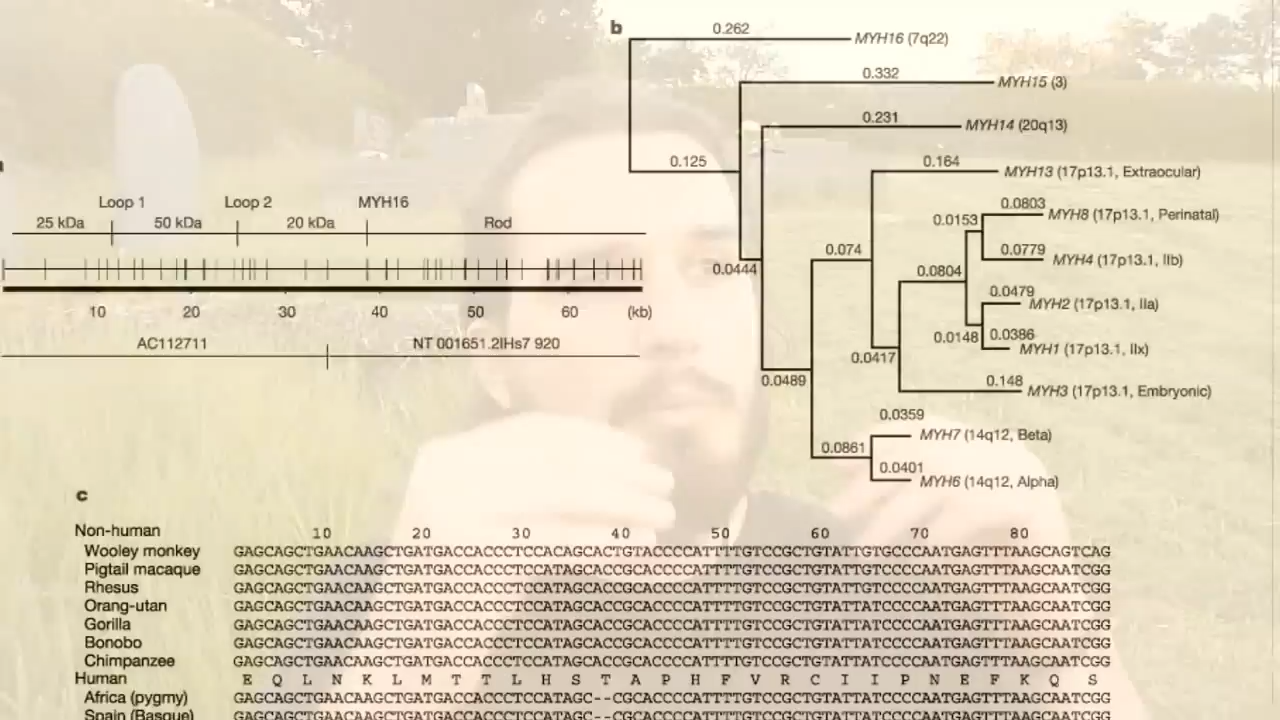 Loop 1 Loop 2 MYH16
25 kDa 50 kDa 20 kDa Rod
10 20 30 40 50 60 (kb)
AC112711 NT 001651.2IHs7 920
b
0.262 MYH16 (7q22)
0.332 MYH15 (3)
0.231 MYH14 (20q13)
0.125
0.164 MYH13 (17p13.1, Extraocular)
0.0803 MYH8 (17p13.1, Perinatal)
0.0153
0.074 0.0779 MYH4 (17p13.1, IIb)
0.0444 0.0804
0.0479 MYH2 (17p13.1, IIa)
0.0148 0.0386 MYH1 (17p13.1, IIx)
0.0417
0.0489 0.148 MYH3 (17p13.1, Embryonic)
0.0359
MYH7 (14q12, Beta)
0.0861
0.0401 MYH6 (14q12, Alpha)
c
Non-human 10 20 30 40 50 60 70 80
Wooley monkey GAGCAGCTGAACAAGCTGATGACCACCCTCCACAGCACTGTACCCCATTTTGTCCGCTGTATTGTGCCCAATGAGTTTAAGCAGTCAG
Pigtail macaque GAGCAGCTGAACAAGCTGATGACCACCCTCCATAGCACCGCACCCCATTTTGTCCGCTGTATTGTCCCCAATGAGTTTAAGCAATCGG
Rhesus GAGCAGCTGAACAAGCTGATGACCACCCTCCATAGCACCGCACCCCATTTTGTCCGCTGTATTGTCCCCAATGAGTTTAAGCAATCGG
Orang-utan GAGCAGCTGAACAAGCTGATGACCACCCTCCATAGCACCGCACCCCATTTTGTCCGCTGTATTATCCCCAATGAGTTTAAGCAATCGG
Gorilla GAGCAGCTGAACAAGCTGATGACCACCCTCCATAGCACCGCACCCCATTTTGTCCGCTGTATTATCCCCAATGAGTTTAAGCAATCGG
Bonobo GAGCAGCTGAACAAGCTGATGACCACCCTCCATAGCACCGCACCCCATTTTGTCCGCTGTATTATCCCCAATGAGTTTAAGCAATCGG
Chimpanzee GAGCAGCTGAACAAGCTGATGACCACCCTCCATAGCACCGCACCCCATTTTGTCCGCTGTATTATCCCCAATGAGTTTAAGCAATCGG
Human E Q L N K L M T T L H S T A P H F V R C I I P N E F K Q S
Africa (pygmy) GAGCAGCTGAACAAGCTGATGACCACCCTCCATAGC--CGCACCCCATTTTGTCCGCTGTATTATCCCCAATGAGTTTAAGCAATCGG
Spain (Basque) GAGCAGCTGAACAAGCTGATGACCACCCTCCATAGC--CGCACCCCATTTTGTCCGCTGTATTATCCCCAATGAGTTTAAGCAATCGG